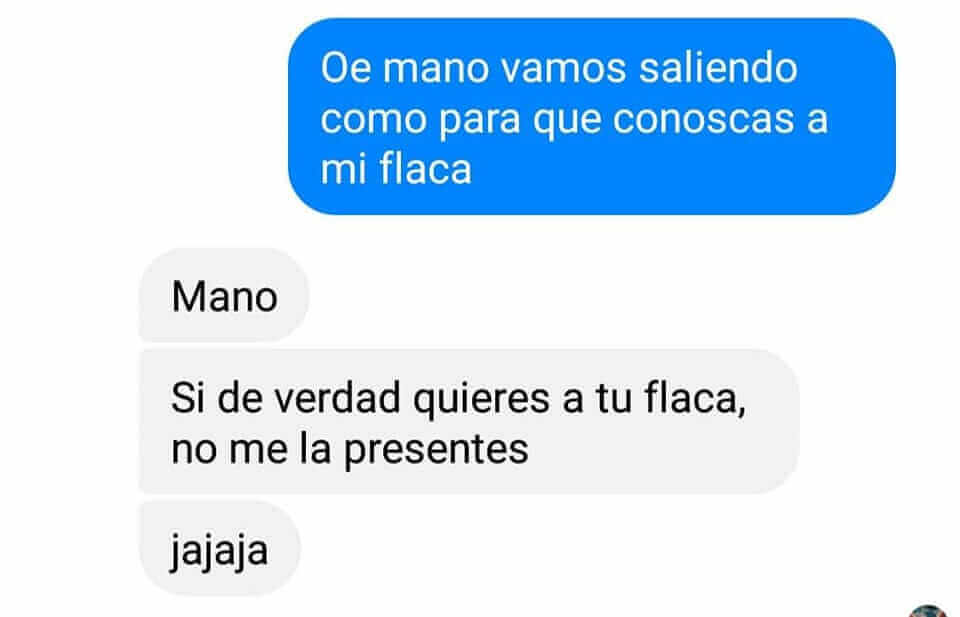 Oe mano vamos saliendo
como para que conoscas a
mi flaca
Mano
Si de verdad quieres a tu flaca,
no me la presentes
jajaja